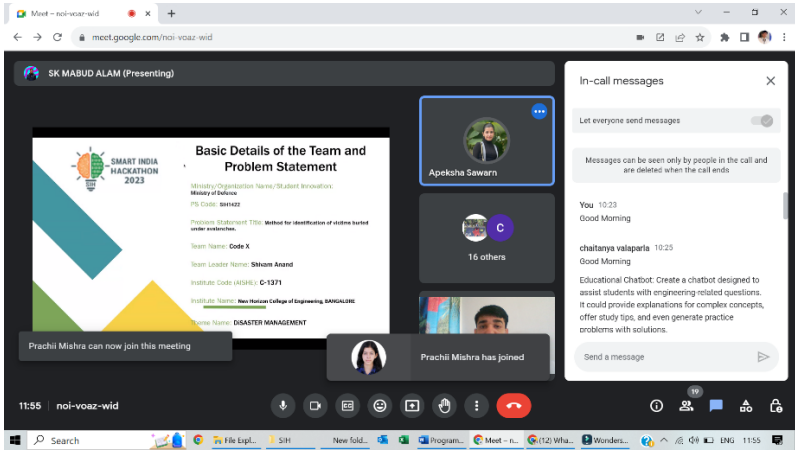 Meet – noi-voaz-wid
meet.google.com/noi-voaz-wid
SK MABUD ALAM (Presenting)
SMART INDIA
HACKATHON
2023
SIH
Basic Details of the Team and
Problem Statement
Ministry/Organization Name/Student Innovation:
Ministry of Defence
PS Code: SIH1422
Problem Statement Title: Method for identification of victims buried
under avalanches.
Team Name: Code X
Team Leader Name: Shivam Anand
Institute Code (AISHE): C-1371
Institute Name: New Horizon College of Engineering, BANGALORE
Name: DISASTER MANAGEMENT
Prachii Mishra can now join this meeting
Apeksha Sawarn
C
16 others
Prachii Mishra has joined
In-call messages
Let everyone send messages
Messages can be seen only by people in the call and
are deleted when the call ends
You 10:23
Good Morning
chaitanya valaparla 10:25
Good Morning
Educational Chatbot: Create a chatbot designed to
assist students with engineering-related questions.
It could provide explanations for complex concepts,
offer study tips, and even generate practice
problems with solutions.
Send a message
11:55 noi-voaz-wid
CC
19
Search
File Expl...
SIH
New fold...
Program...
Meet – n...
(12) Wha...
Wonders...
ENG
11:55